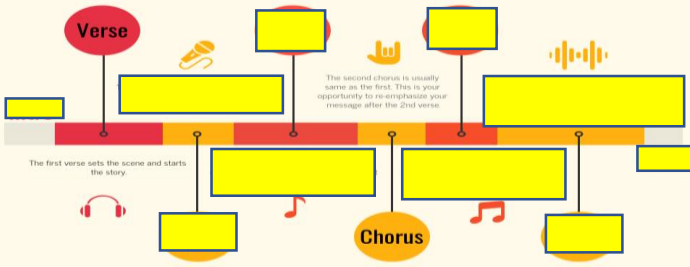 Verse
The second chorus is usually
same as the first. This is your
opportunity to re-emphasize your
message after the 2nd verse.
The first verse sets the scene and starts
the story.
Chorus